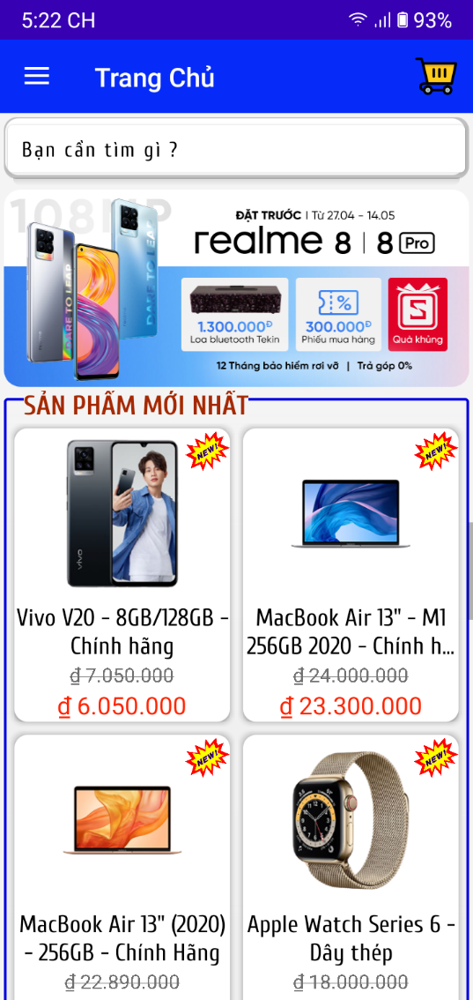 5:22 CH
93%
Trang Chủ
Bạn cần tìm gì ?
108MP
ĐẶT TRƯỚC | Từ 27.04 - 14.05
realme 8 | 8 Pro
DARE TO LEAP
DARE TO LEAP
1.300.000Đ
Loa bluetooth Tekin
300.000Đ
Phiếu mua hàng
S
Quà khủng
12 Tháng bảo hiểm rơi vỡ | Trả góp 0%
SẢN PHẨM MỚI NHẤT
NEW!
NEW!
vivo
Vivo V20 - 8GB/128GB -
Chính hãng
₫ 7.050.000
₫ 6.050.000
MacBook Air 13" - M1
256GB 2020 - Chính h...
₫ 24.000.000
₫ 23.300.000
NEW!
NEW!
MacBook Air 13" (2020)
- 256GB - Chính Hãng
₫ 22.890.000
Apple Watch Series 6 -
Dây thép
₫ 18.000.000